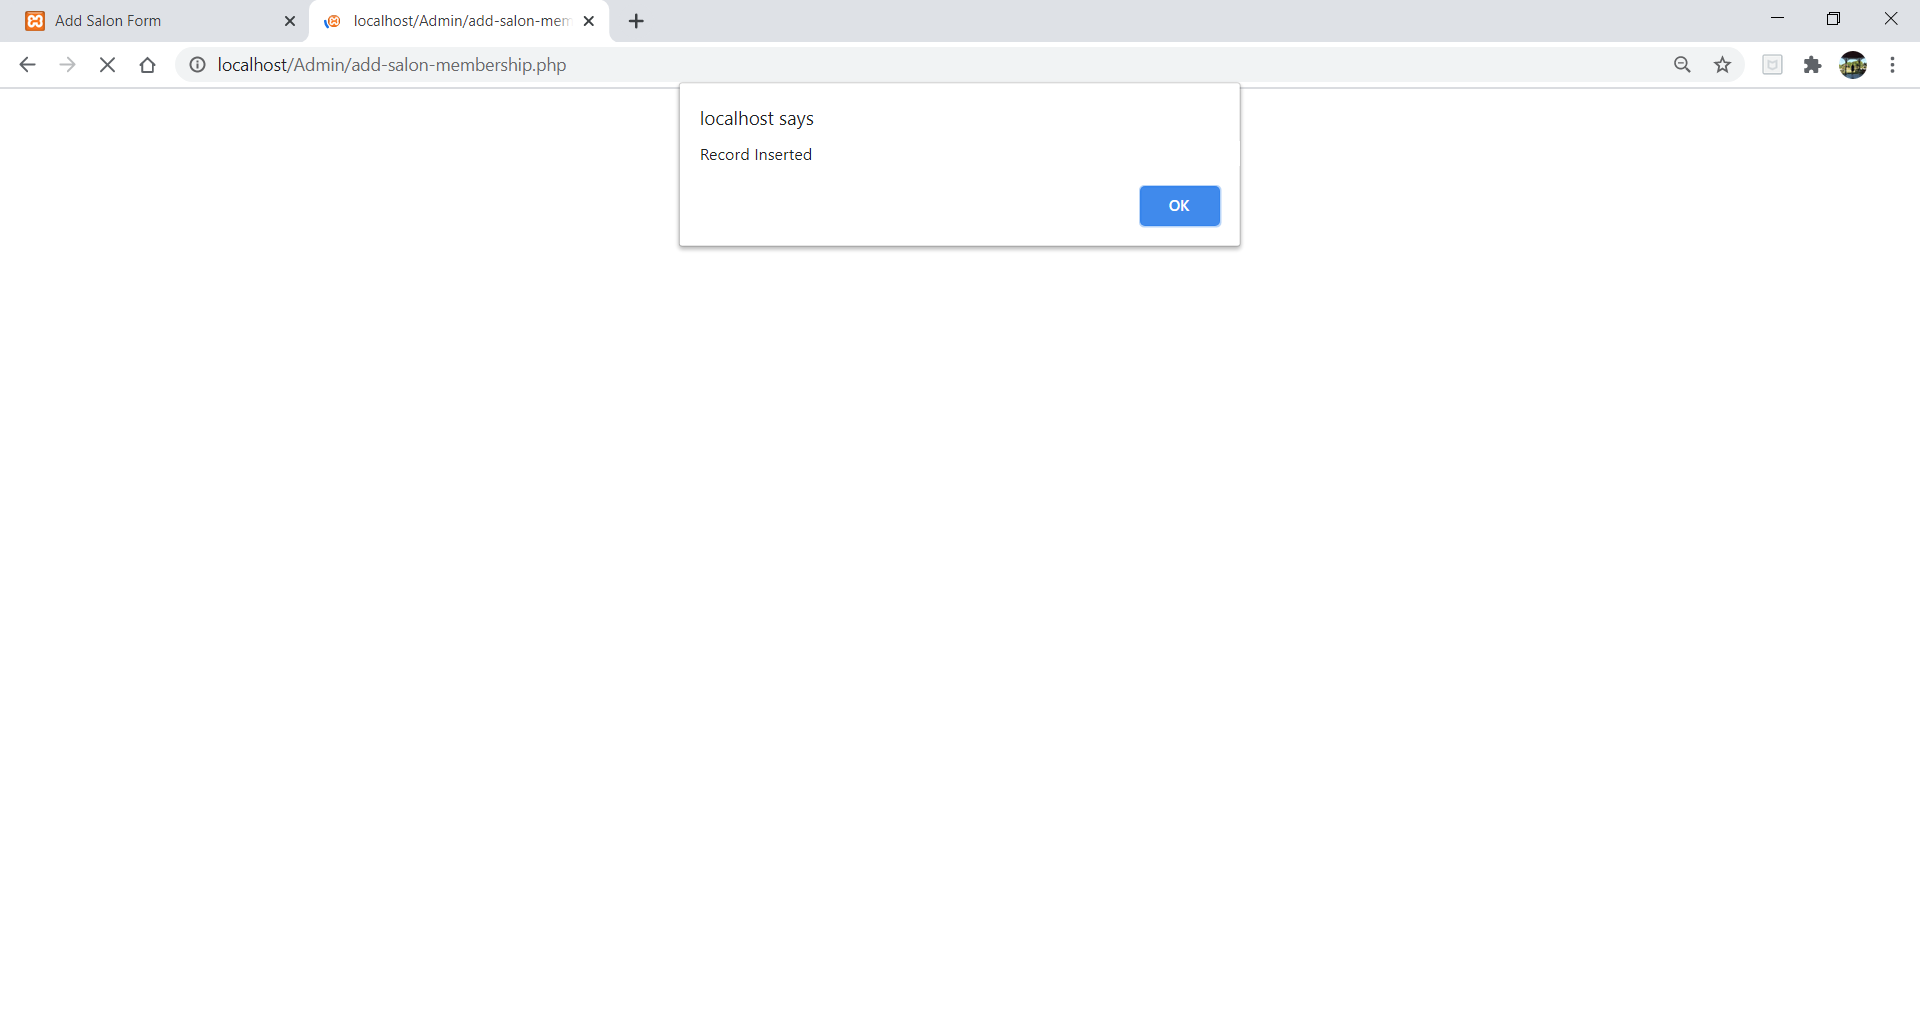 Add Salon Form
localhost/Admin/add-salon-mem
localhost/Admin/add-salon-membership.php
localhost says
Record Inserted
OK